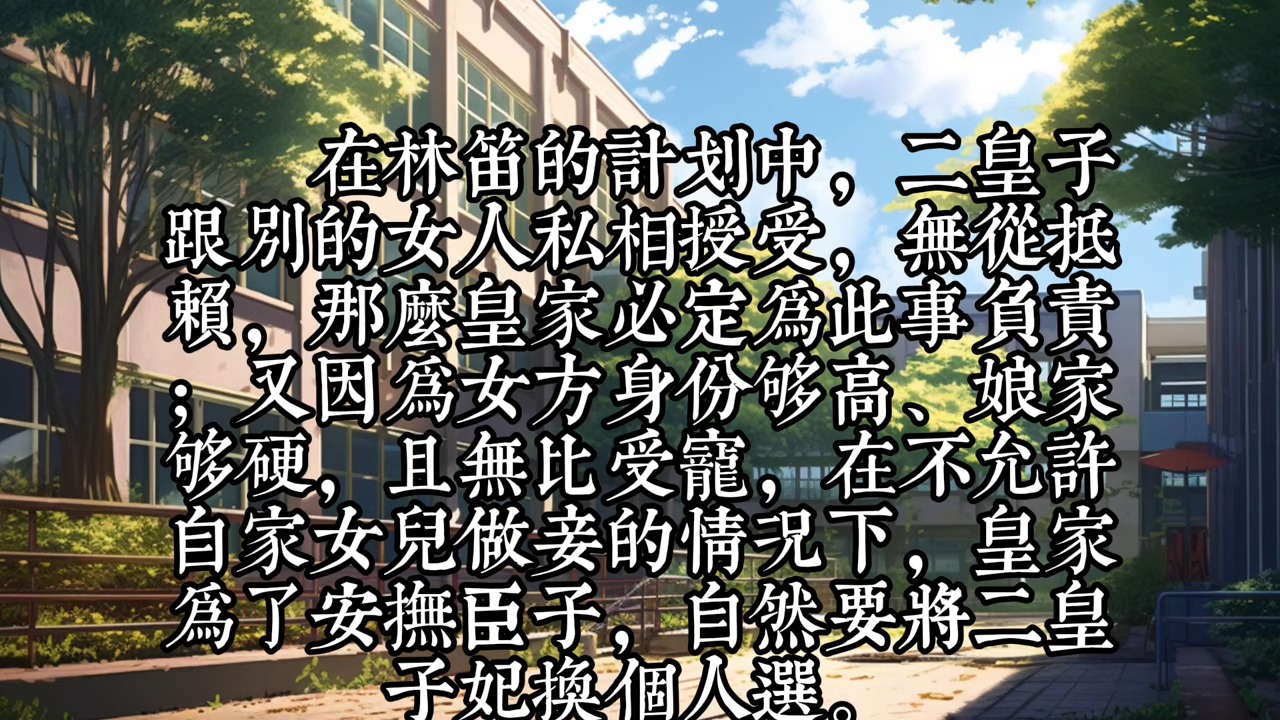 在林笛的計划中，二皇子
跟別的女人私相授受，無從抵
賴，那麼皇家必定爲此事負責
；又因爲女方身份够高、娘家
够硬，且無比受寵，在不允許
自家女兒做妾的情况下，皇家
爲了安撫臣子，自然要將二皇
子妃換個人選。